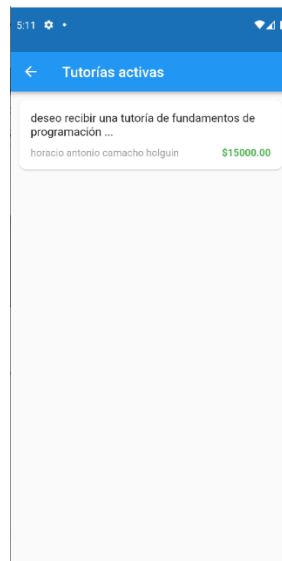 5:11
Tutorías activas
deseo recibir una tutoría de fundamentos de
programación ...
horacio antonio camacho holguin $15000.00